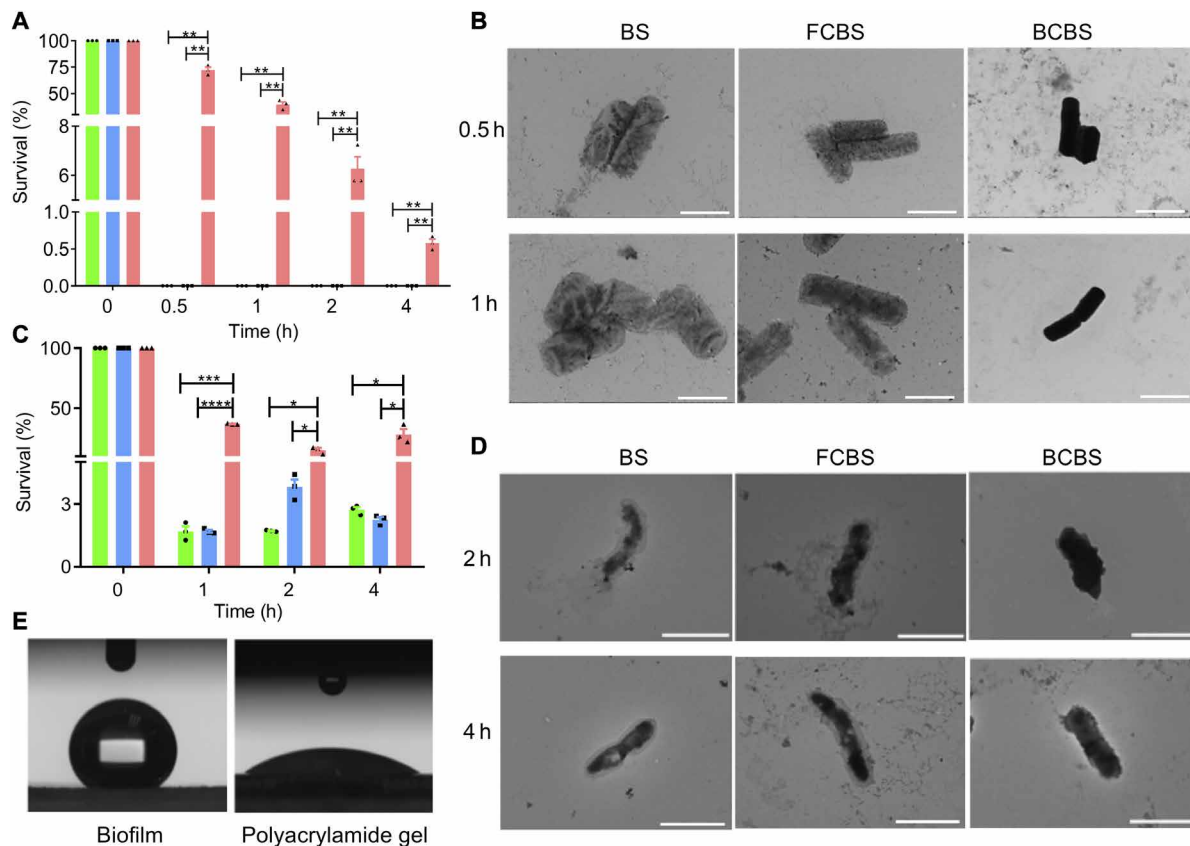 A
Survival (%)
100
75
50
8
6
1.0
0.5
0.0
** ** ** **
** ** ** **
0 0.5 1 2 4
Time (h)
B
BS FCBS BCBS
0.5 h
1 h
C
Survival (%)
100
50
3
0
*** * *
**** * *
0 1 2 4
Time (h)
D
BS FCBS BCBS
2 h
4 h
E
Biofilm Polyacrylamide gel